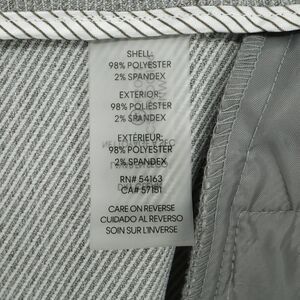 SHELL:
98% POLYESTER
2% SPANDEX
EXTERIOR:
98% POLIÉSTER
2% SPANDEX
EXTÉRIEUR:
98% POLYESTER
2% SPANDEX
RN# 54163
CA# 57151
CARE ON REVERSE
CUIDADO AL REVERSO
SOIN SUR L'INVERSE